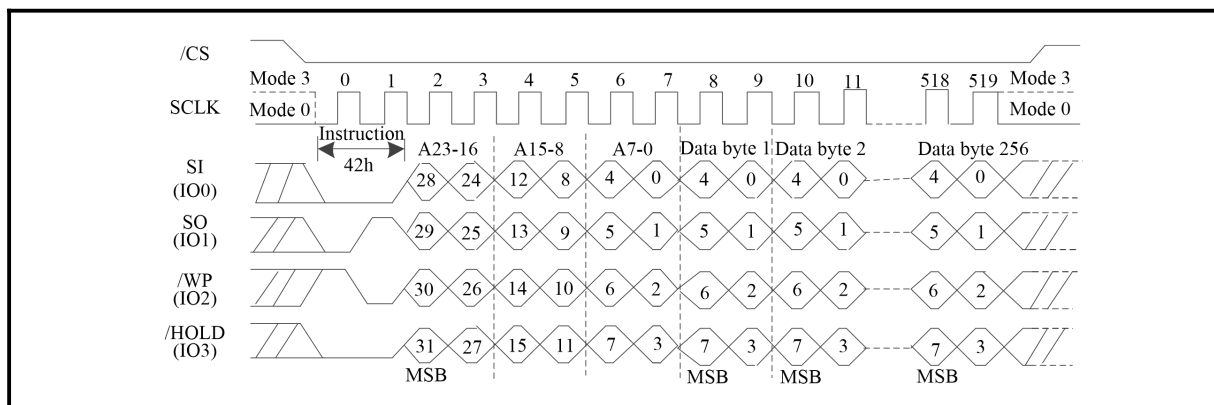 /CS
Mode 3 0 1 2 3 4 5 6 7 8 9 10 11 518 519 Mode 3
SCLK Mode 0 Mode 0
Instruction
42h
A23-16 A15-8 A7-0 Data byte 1 Data byte 2 Data byte 256
SI
(IO0)
28 24 12 8 4 0 4 0 4 0 4 0
SO
(IO1)
29 25 13 9 5 1 5 1 5 1 5 1
/WP
(IO2)
30 26 14 10 6 2 6 2 6 2 6 2
/HOLD
(IO3)
31 27 15 11 7 3 7 3 7 3 7 3
MSB MSB MSB MSB